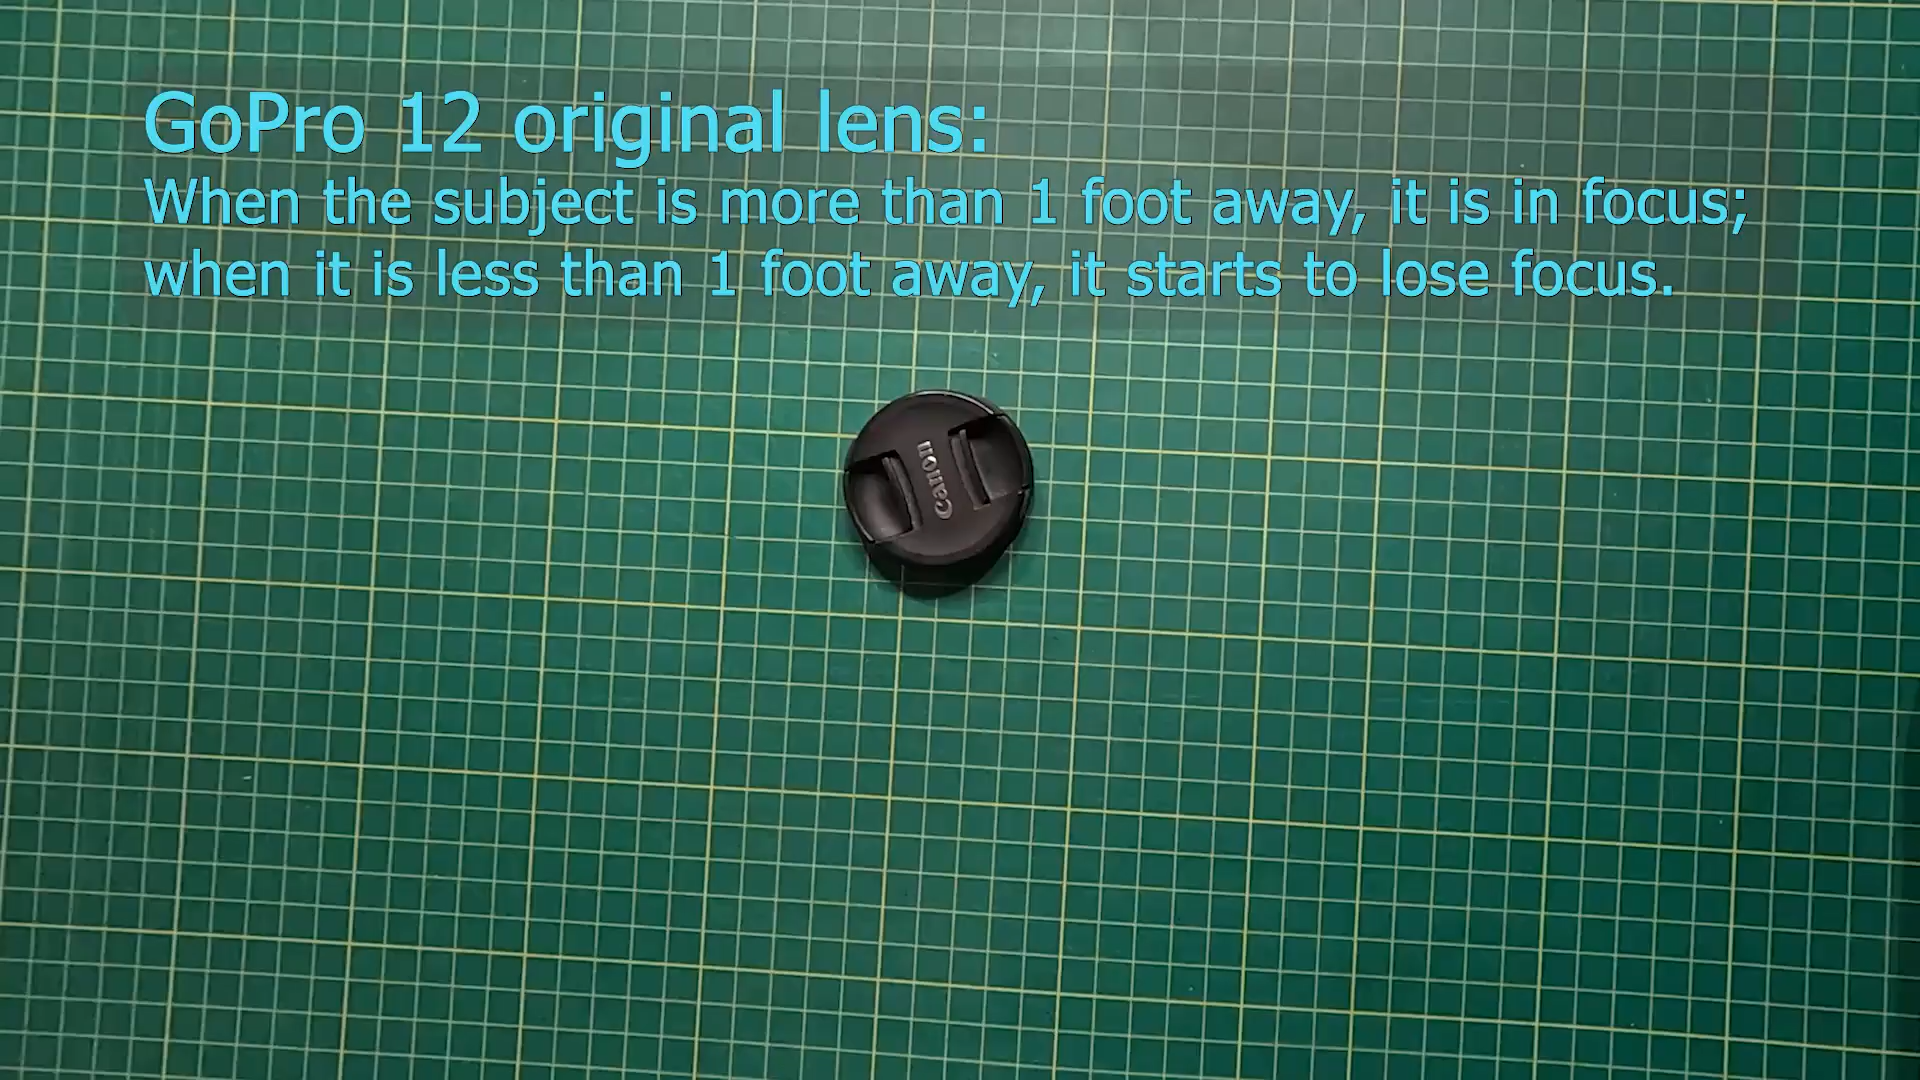 GoPro 12 original lens:
When the subject is more than 1 foot away, it is in focus;
when it is less than 1 foot away, it starts to lose focus.
Canon